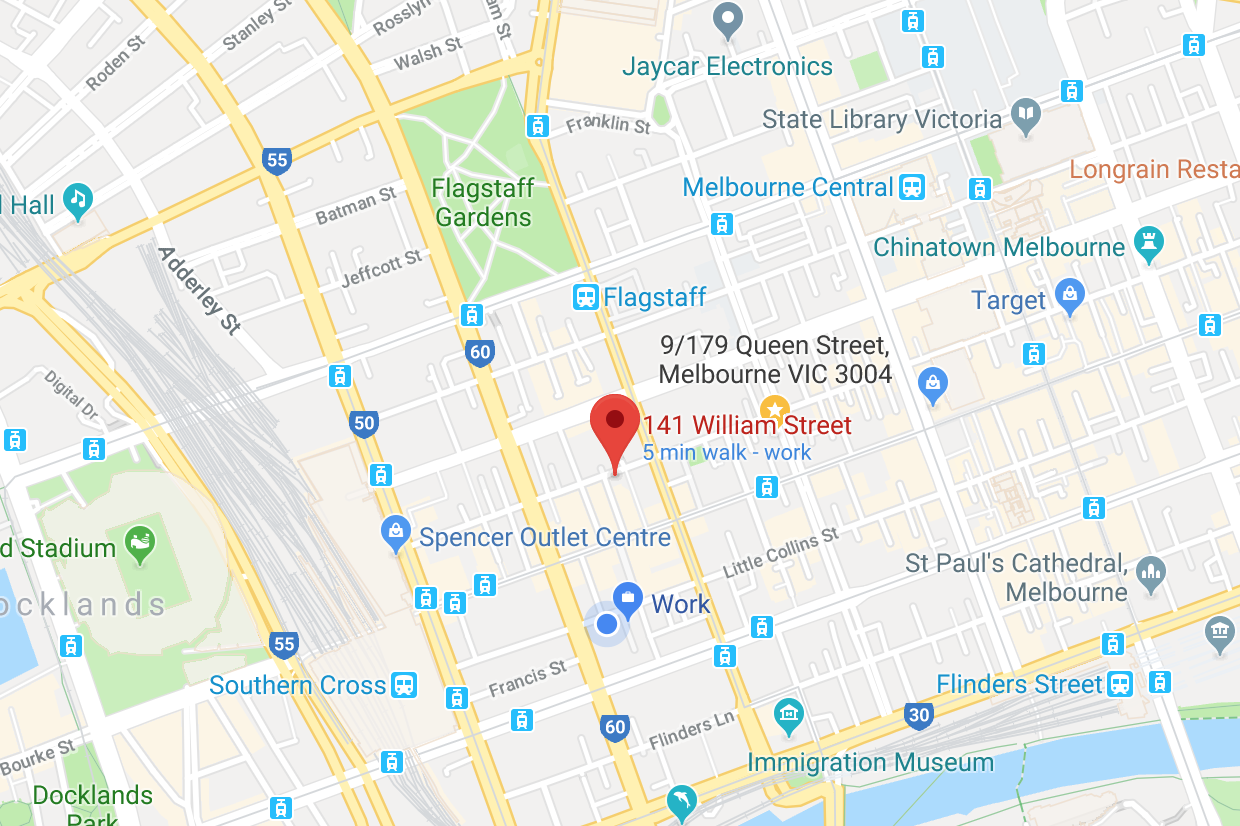 Stanley St
Rosslyn
Roden St
Walsh St
am St
Jaycar Electronics
Franklin St
State Library Victoria
55
Longrain Resta
Flagstaff
Gardens
Melbourne Central
l Hall
Batman St
Adderley St
Jeffcott St
Chinatown Melbourne
Flagstaff
Target
60
9/179 Queen Street,
Melbourne VIC 3004
Digital Dr
50
141 William Street
5 min walk - work
d Stadium
Spencer Outlet Centre
Little Collins St
St Paul's Cathedral,
Melbourne
ocklands
Work
55
Southern Cross
Francis St
Flinders Street
60
30
Flinders Ln
Bourke St
Immigration Museum
Docklands
Park